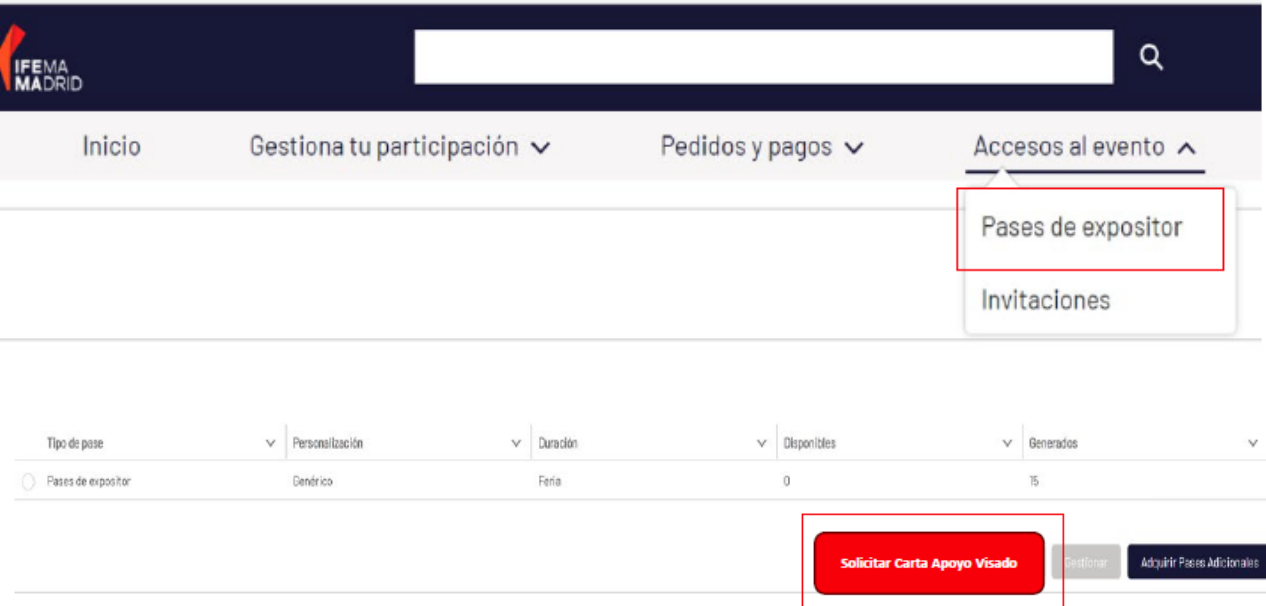 IFEMA
MADRID
Inicio Gestiona tu participación Pedidos y pagos Accesos al evento
Pases de expositor
Invitaciones
Tipo de pase Personalización Duración Disponibles Generados
Pases de expositor Genérico Feria 0 15
Solicitar Carta Apoyo Visado Gestionar Adquirir Pases Adicionales